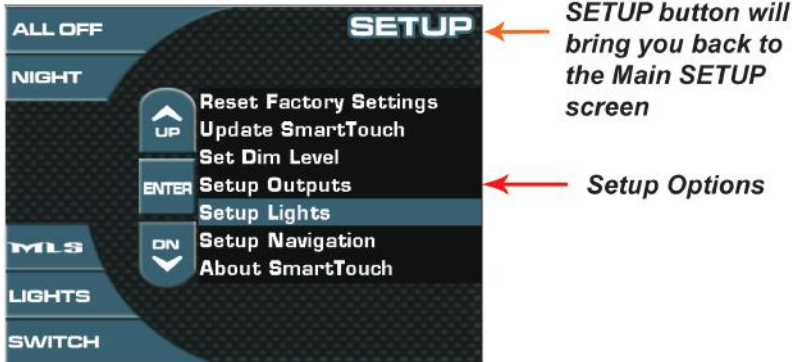 ALL OFF
SETUP
SETUP button will
bring you back to
the Main SETUP
screen
NIGHT
UP
ENTER
DN
Reset Factory Settings
Update SmartTouch
Set Dim Level
Setup Outputs
Setup Lights
Setup Navigation
About SmartTouch
Setup Options
MLS
LIGHTS
SWITCH